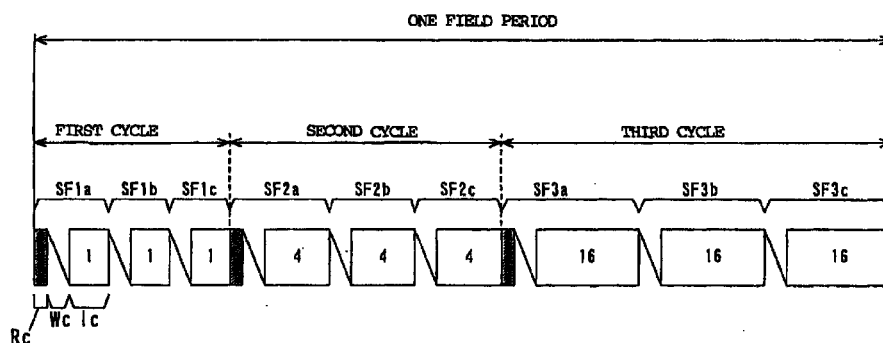 ONE FIELD PERIOD
FIRST CYCLE SECOND CYCLE THIRD CYCLE
SF1a SF1b SF1c SF2a SF2b SF2c SF3a SF3b SF3c
1 1 1 4 4 4 16 16 16
Wc Ic
Rc